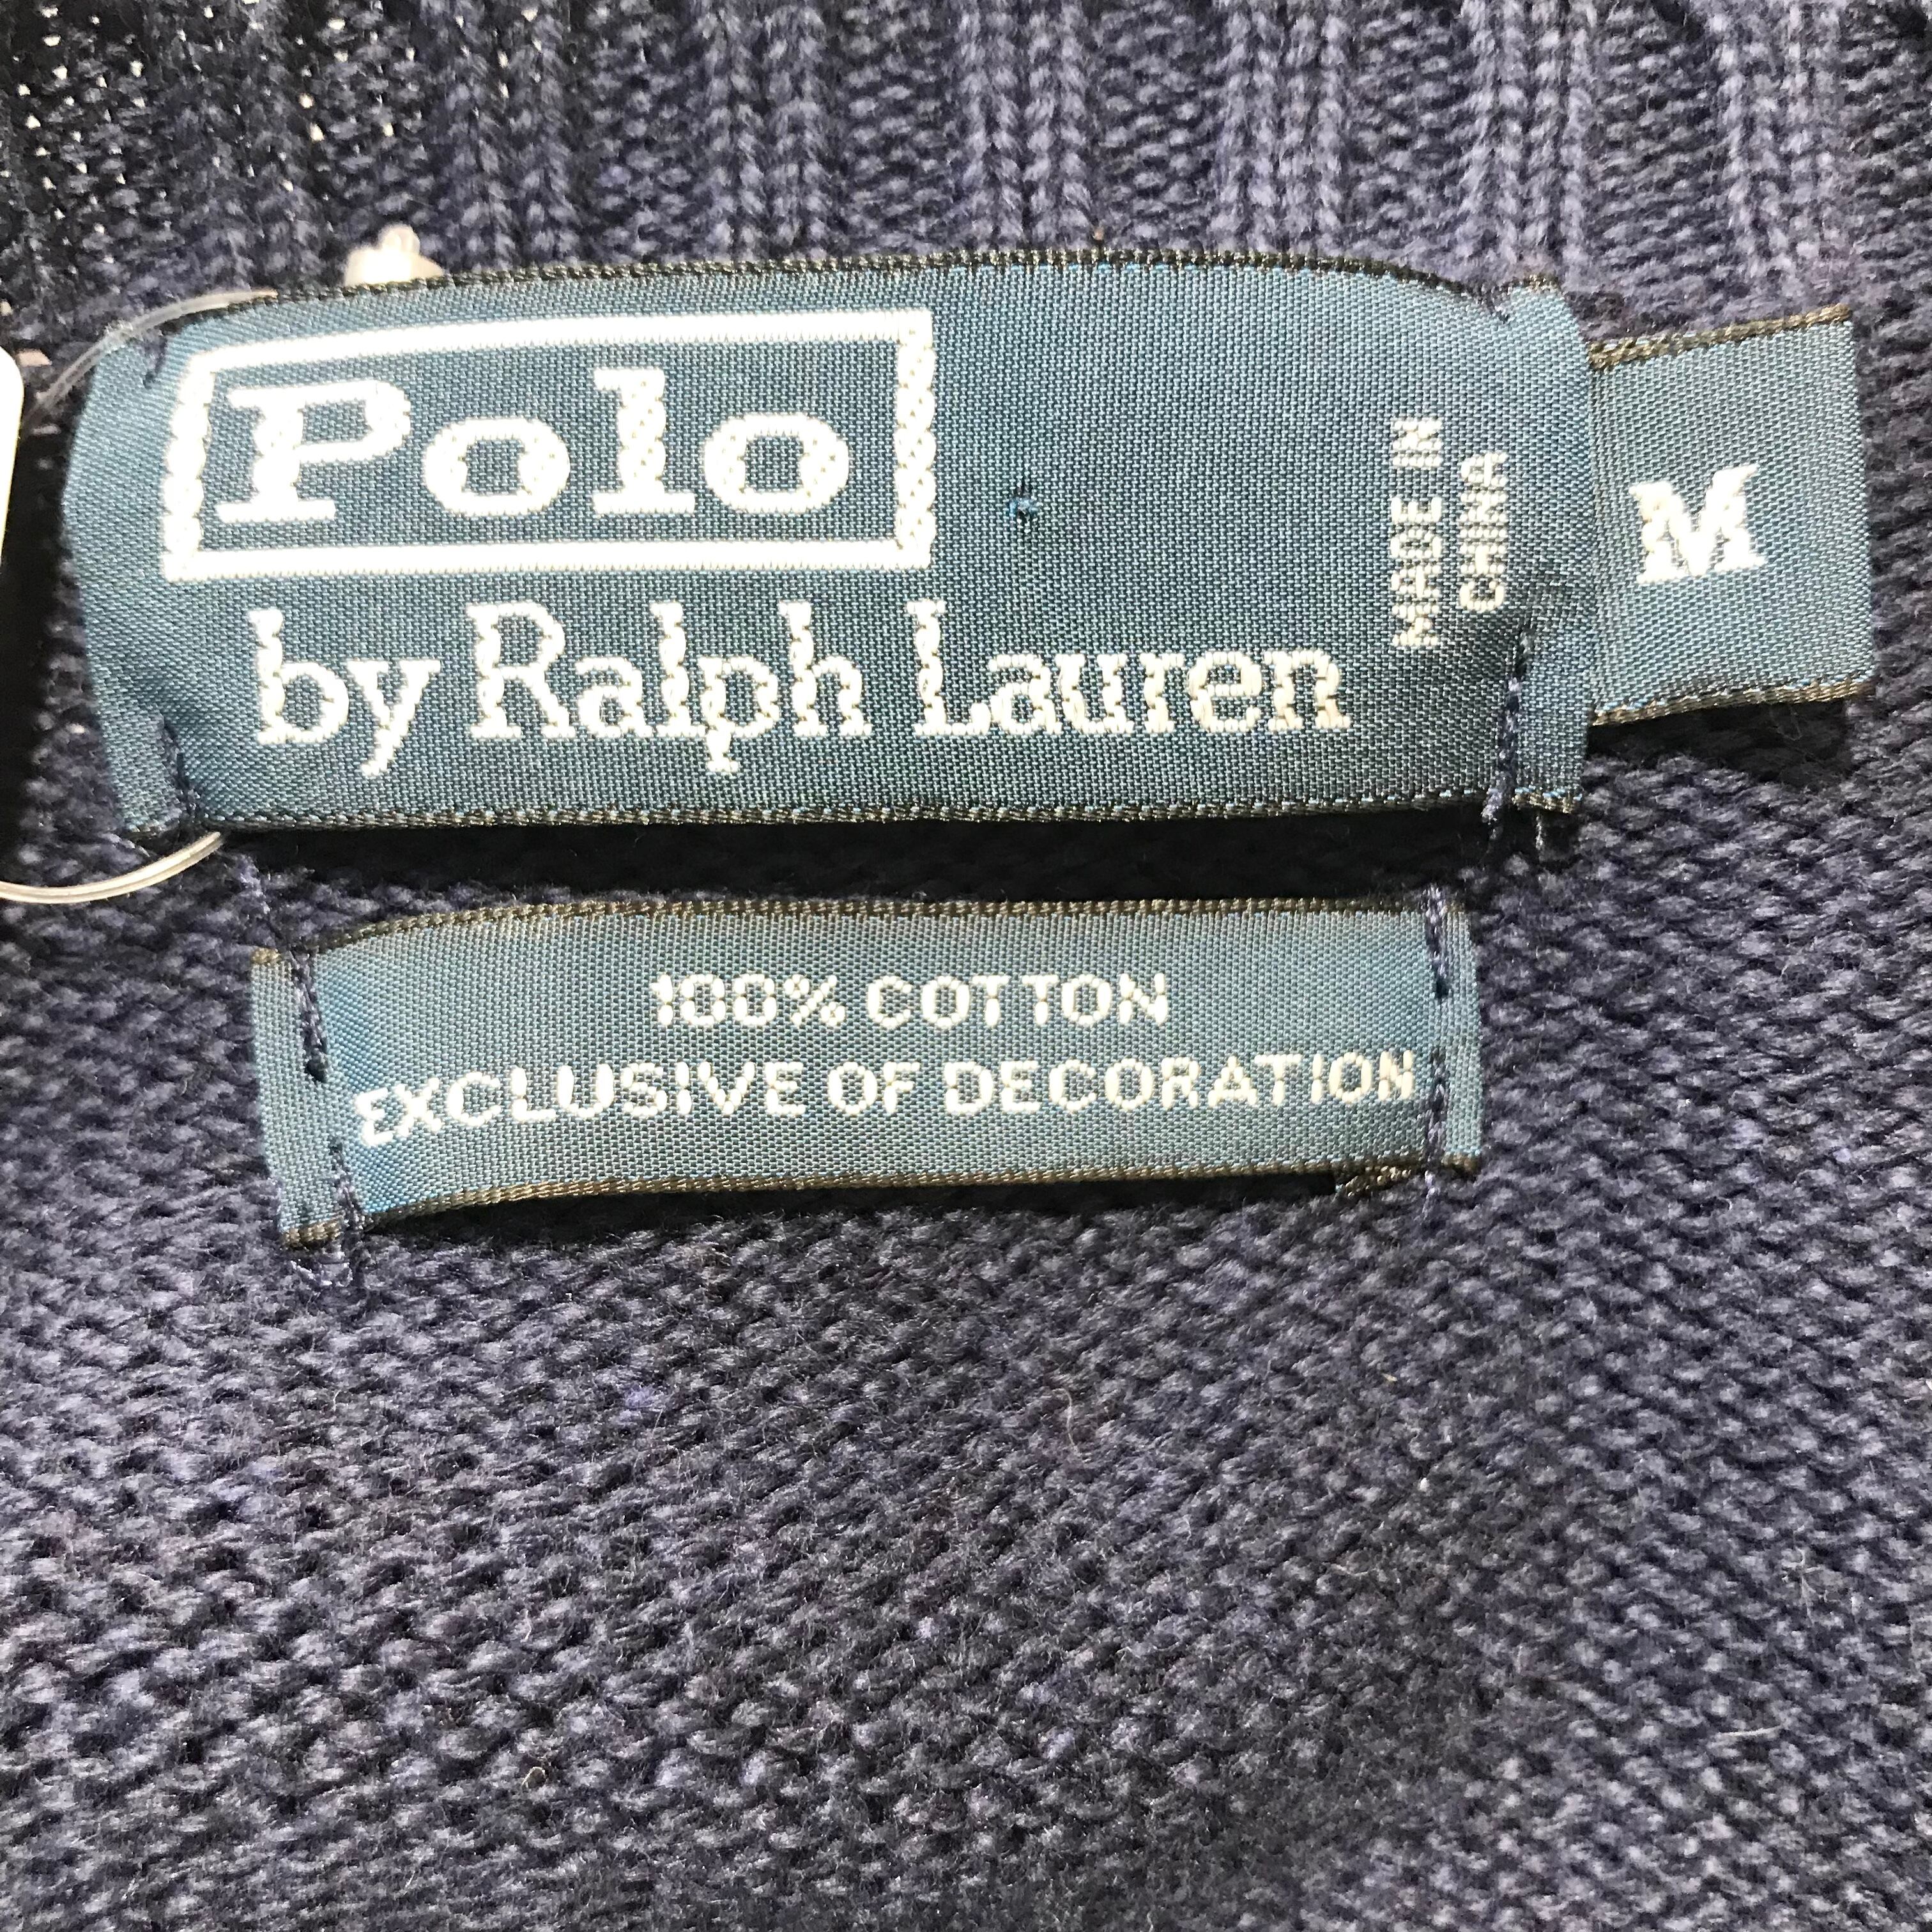 Polo
by Ralph Lauren
MADE IN
CHINA
M
100% COTTON
EXCLUSIVE OF DECORATION